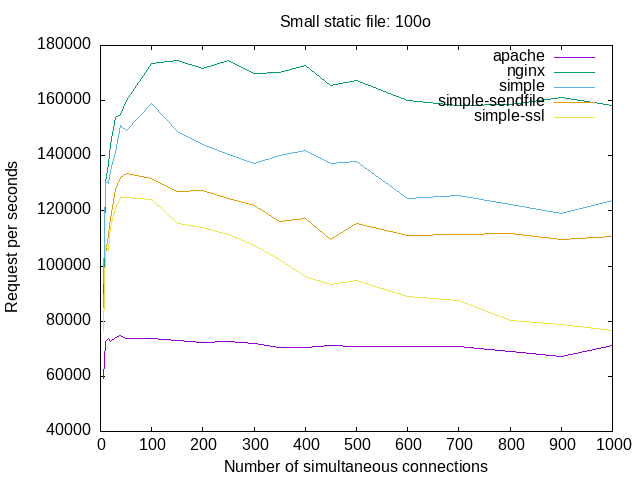 Small static file: 100o
180000
160000
140000
120000
100000
80000
60000
40000
Request per seconds
apache
nginx
simple
simple-sendfile
simple-ssl
0 100 200 300 400 500 600 700 800 900 1000
Number of simultaneous connections